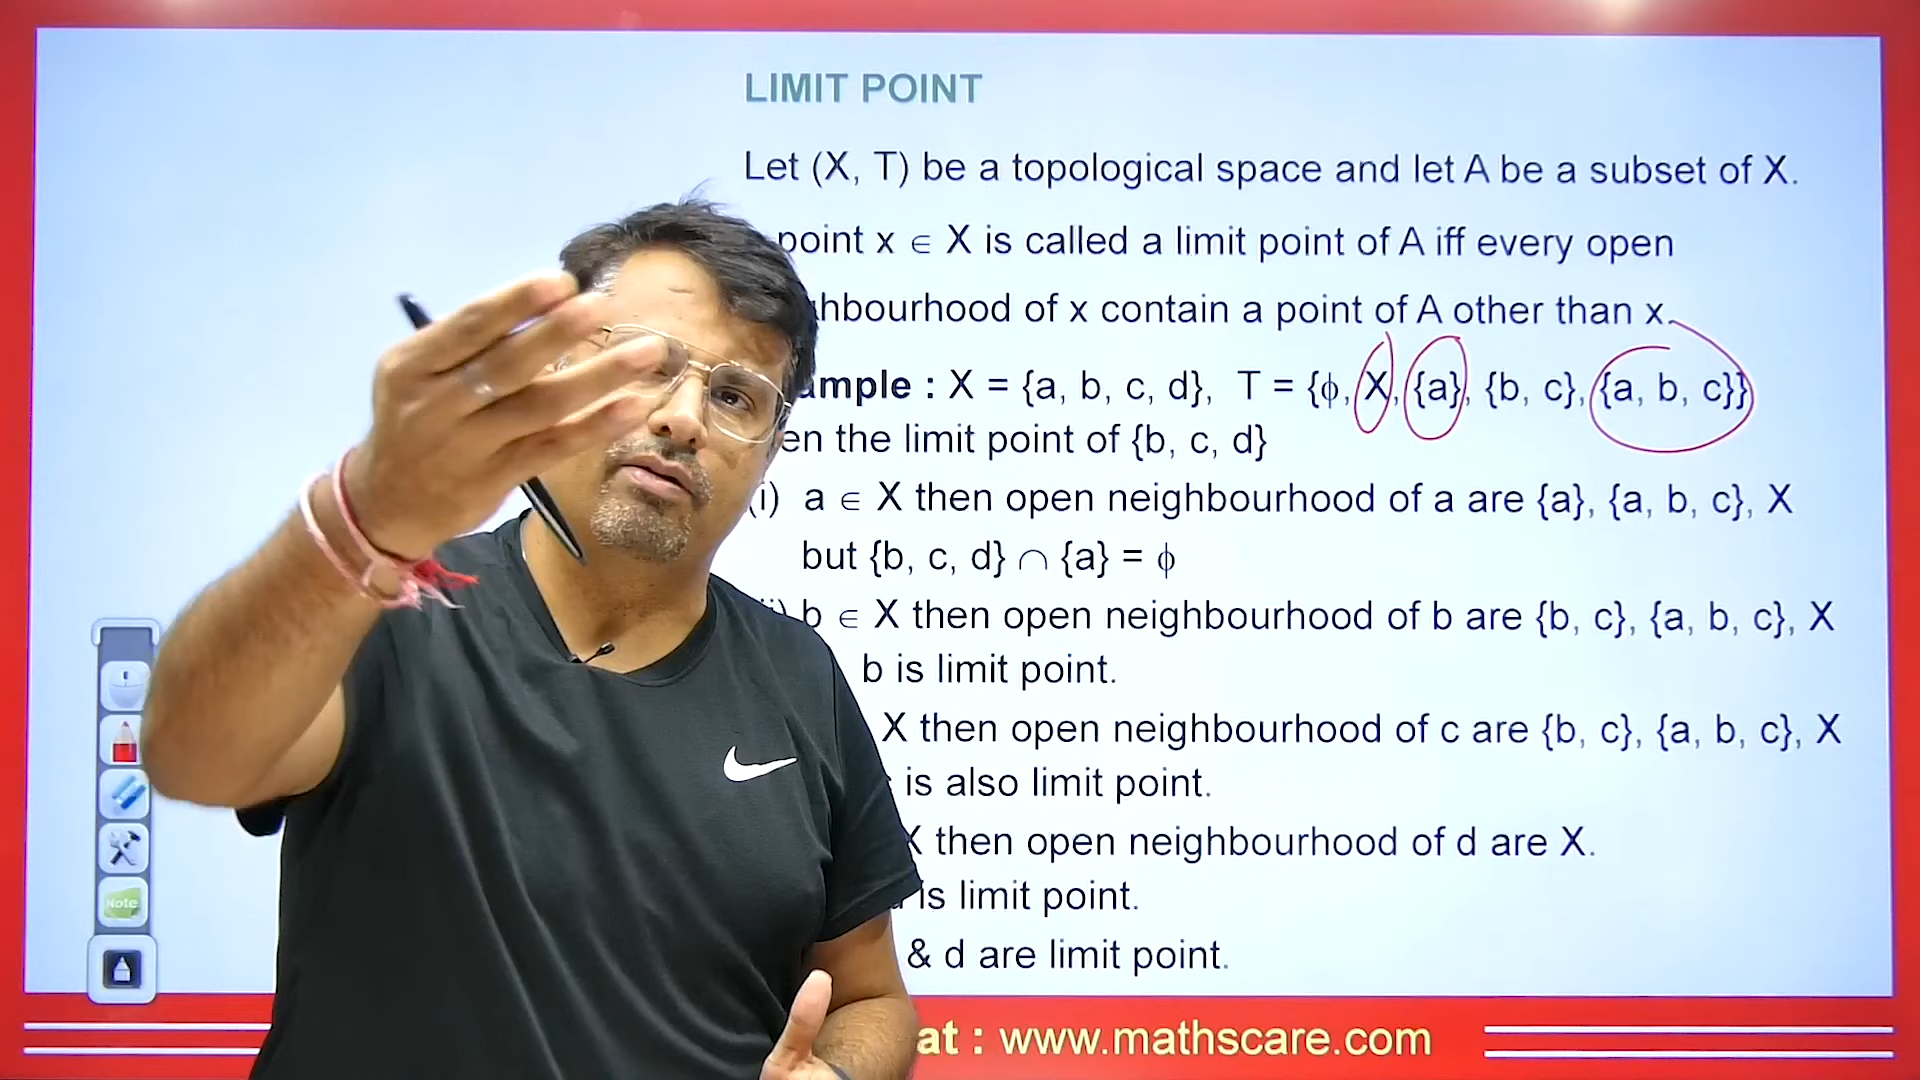 LIMIT POINT
Let (X, T) be a topological space and let A be a subset of X.
point x ∈ X is called a limit point of A iff every open
hbourhood of x contain a point of A other than x.
ample : X = {a, b, c, d}, T = {ϕ, X, {a}, {b, c}, {a, b, c}}
en the limit point of {b, c, d}
(i) a ∈ X then open neighbourhood of a are {a}, {a, b, c}, X
but {b, c, d} ∩ {a} = ϕ
b ∈ X then open neighbourhood of b are {b, c}, {a, b, c}, X
b is limit point.
X then open neighbourhood of c are {b, c}, {a, b, c}, X
is also limit point.
X then open neighbourhood of d are X.
is limit point.
& d are limit point.
Note
at : www.mathscare.com